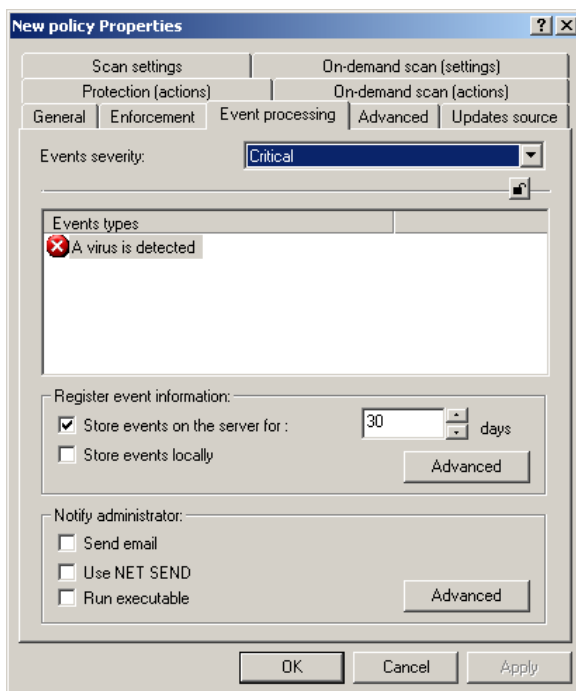 New policy Properties
Scan settings On-demand scan (settings)
Protection (actions) On-demand scan (actions)
General Enforcement Event processing Advanced Updates source
Events severity: Critical
Events types
A virus is detected
Register event information:
Store events on the server for : 30 days
Store events locally
Advanced
Notify administrator:
Send email
Use NET SEND
Run executable Advanced
OK Cancel Apply